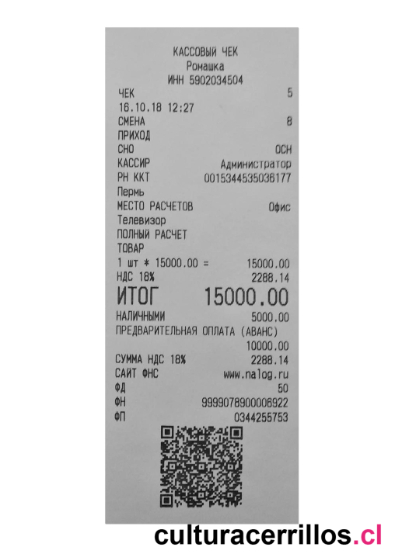 КАССОВЫЙ ЧЕК
Ромашка
ИНН 5902034504
ЧЕК 5
16.10.18 12:27
СМЕНА 8
ПРИХОД
СНО ОСН
КАССИР Администратор
РН ККТ 0015344535036177
Пермь
МЕСТО РАСЧЕТОВ Офис
Телевизор
ПОЛНЫЙ РАСЧЕТ
ТОВАР
1 шт * 15000.00 = 15000.00
НДС 18% 2288.14
ИТОГ 15000.00
НАЛИЧНЫМИ 5000.00
ПРЕДВАРИТЕЛЬНАЯ ОПЛАТА (АВАНС)
10000.00
СУММА НДС 18% 2288.14
САЙТ ФНС www.nalog.ru
ФД 50
ФН 9999078900006922
ФП 0344255753
culturacerrillos.cl